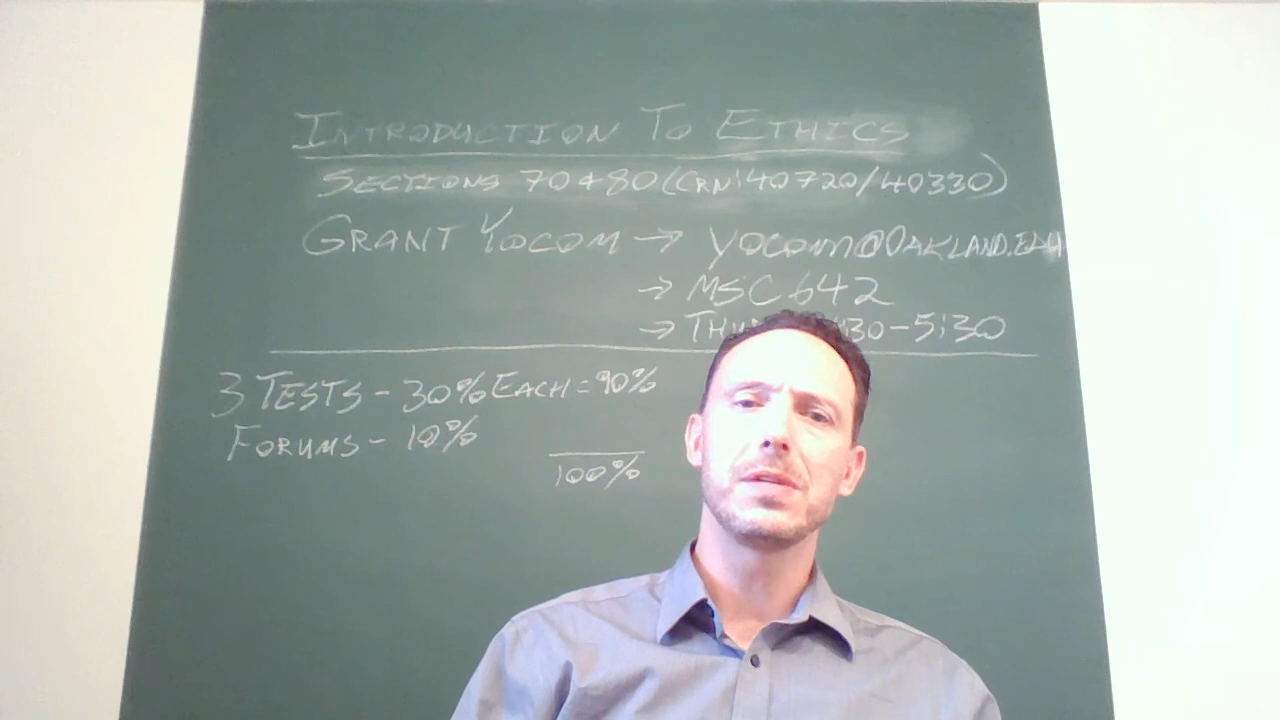 INTRODUCTION TO ETHICS
SECTIONS 70+80 (CRN:40720/40330)
GRANT YOCOM → YOCOM@OAKLAND.EDU
→ MSC 642
→ :30-5:30
3 TESTS - 30% EACH = 90%
FORUMS - 10%
100%